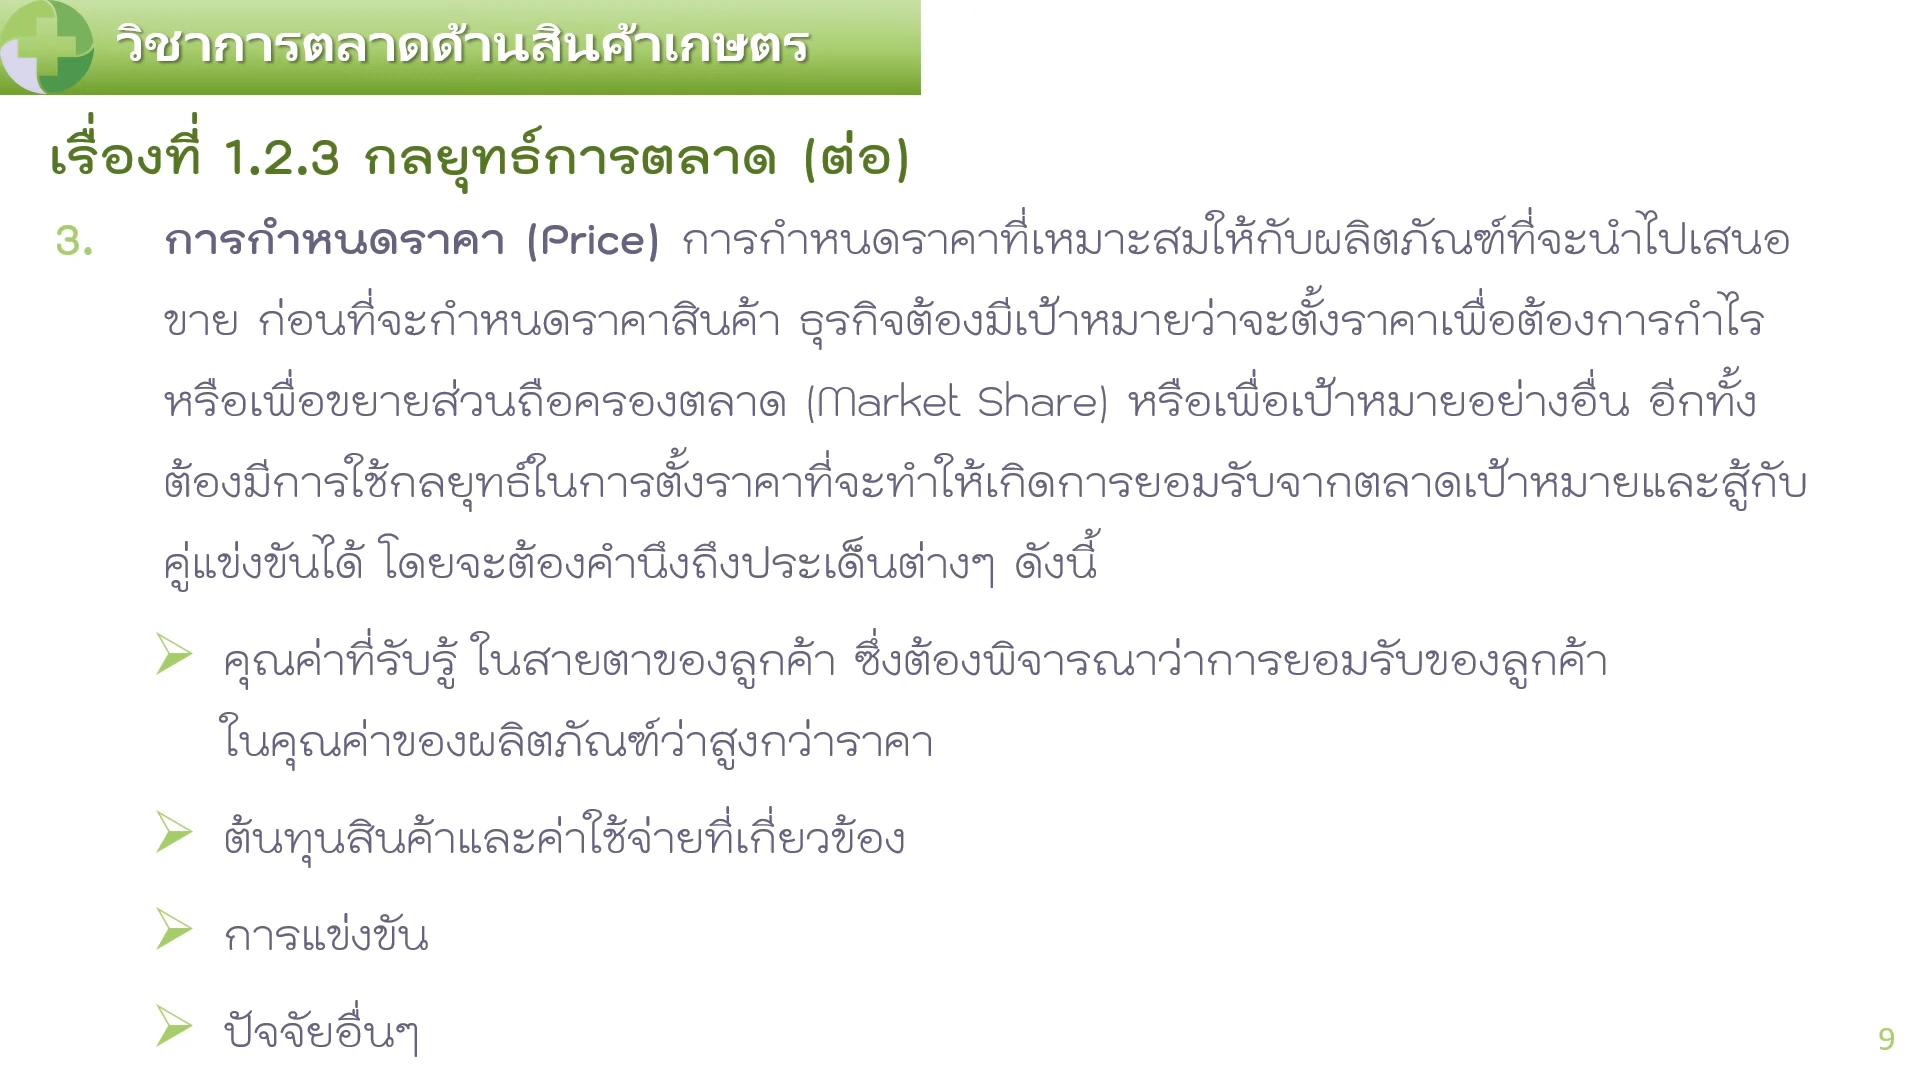 วิชาการตลาดด้านสินค้าเกษตร
เรื่องที่ 1.2.3 กลยุทธ์การตลาด (ต่อ)
3. การกำหนดราคา (Price) การกำหนดราคาที่เหมาะสมให้กับผลิตภัณฑ์ที่จะนำไปเสนอ
ขาย ก่อนที่จะกำหนดราคาสินค้า ธุรกิจต้องมีเป้าหมายว่าจะตั้งราคาเพื่อต้องการกำไร
หรือเพื่อขยายส่วนถือครองตลาด (Market Share) หรือเพื่อเป้าหมายอย่างอื่น อีกทั้ง
ต้องมีการใช้กลยุทธ์ในการตั้งราคาที่จะทำให้เกิดการยอมรับจากตลาดเป้าหมายและสู้กับ
คู่แข่งขันได้ โดยจะต้องคำนึงถึงประเด็นต่างๆ ดังนี้
คุณค่าที่รับรู้ ในสายตาของลูกค้า ซึ่งต้องพิจารณาว่าการยอมรับของลูกค้า
ในคุณค่าของผลิตภัณฑ์ว่าสูงกว่าราคา
ต้นทุนสินค้าและค่าใช้จ่ายที่เกี่ยวข้อง
การแข่งขัน
ปัจจัยอื่นๆ
9